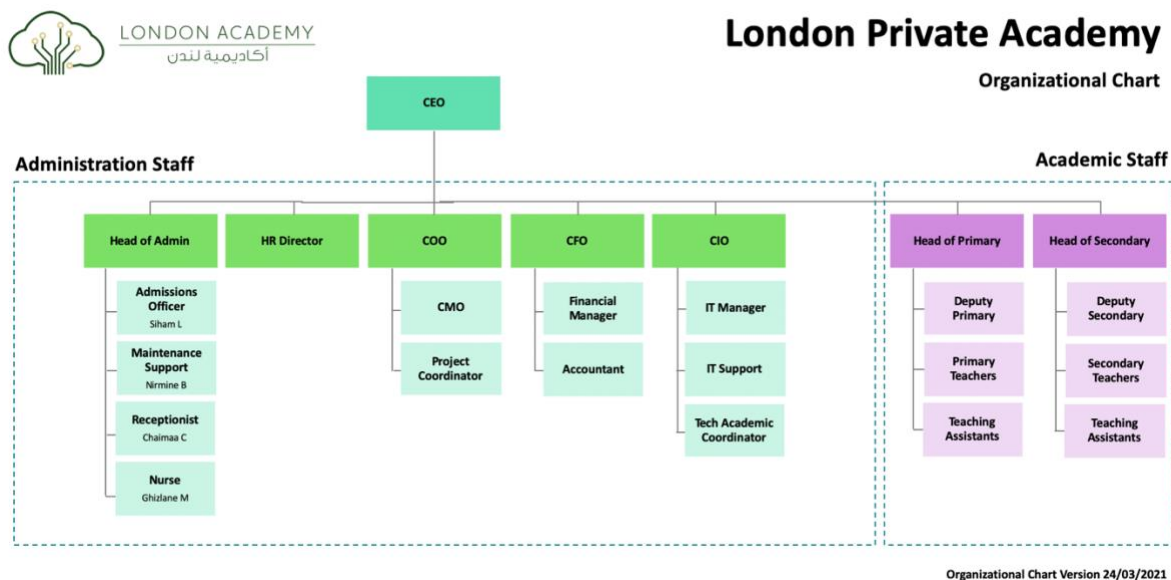 LONDON ACADEMY
أكاديمية لندن
London Private Academy
Organizational Chart
CEO
Administration Staff
Academic Staff
Head of Admin
HR Director
COO
CFO
CIO
Head of Primary
Head of Secondary
Admissions
Officer
Siham L
Maintenance
Support
Nirmine B
Receptionist
Chaimaa C
Nurse
Ghizlane M
CMO
Project
Coordinator
Financial
Manager
Accountant
IT Manager
IT Support
Tech Academic
Coordinator
Deputy
Primary
Primary
Teachers
Teaching
Assistants
Deputy
Secondary
Secondary
Teachers
Teaching
Assistants
Organizational Chart Version 24/03/2021